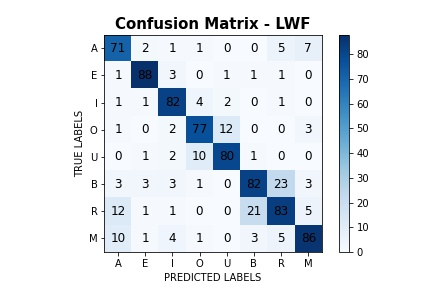 Confusion Matrix - LWF
A 71 2 1 1 0 0 5 7
E 1 88 3 0 1 1 1 0
I 1 1 82 4 2 0 1 0
O 1 0 2 77 12 0 0 3
U 0 1 2 10 80 1 0 0
B 3 3 3 1 0 82 23 3
R 12 1 1 0 0 21 83 5
M 10 1 4 1 0 3 5 86
A E I O U B R M
TRUE LABELS
PREDICTED LABELS
80
70
60
50
40
30
20
10
0